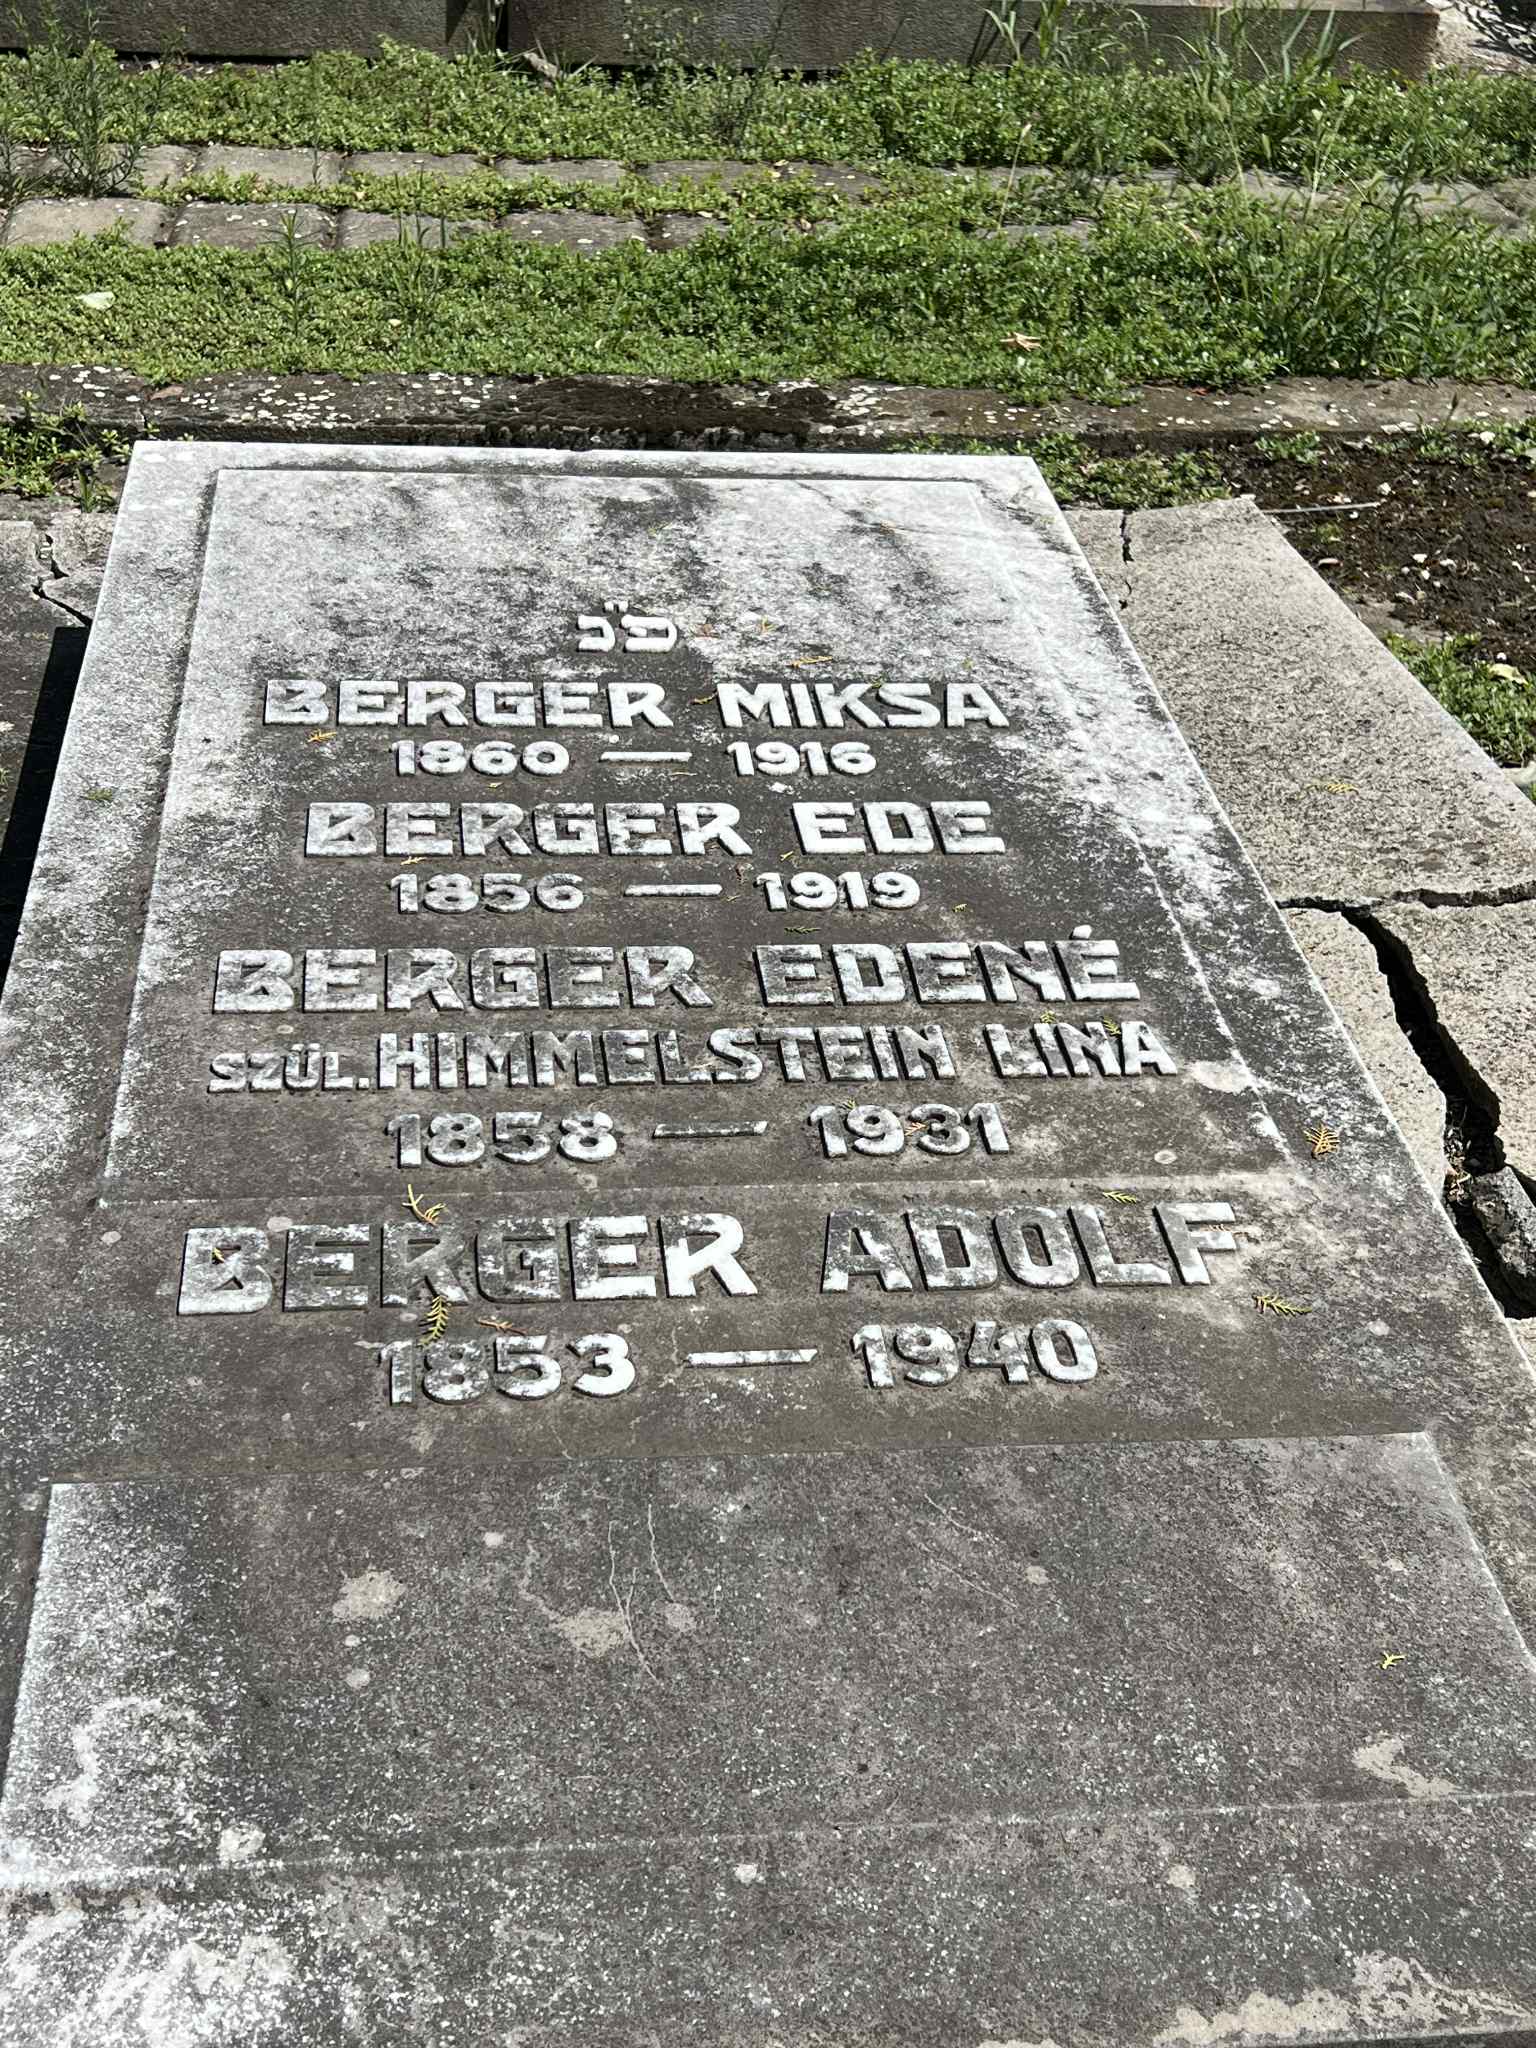 פ״נ
BERGER MIKSA
1860 — 1916
BERGER EDE
1856 — 1919
BERGER EDENÉ
SZÜL. HIMMELSTEIN LINA
1858 — 1931
BERGER ADOLF
1853 — 1940